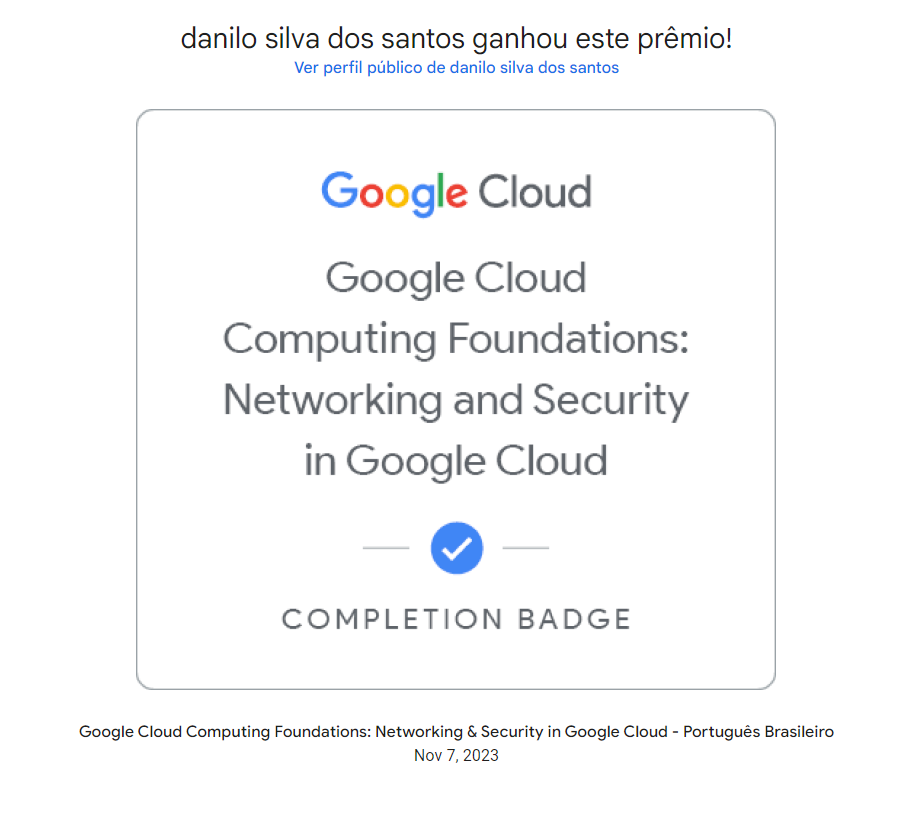 danilo silva dos santos ganhou este prêmio!
Ver perfil público de danilo silva dos santos
Google Cloud
Google Cloud
Computing Foundations:
Networking and Security
in Google Cloud
COMPLETION BADGE
Google Cloud Computing Foundations: Networking & Security in Google Cloud - Português Brasileiro
Nov 7, 2023